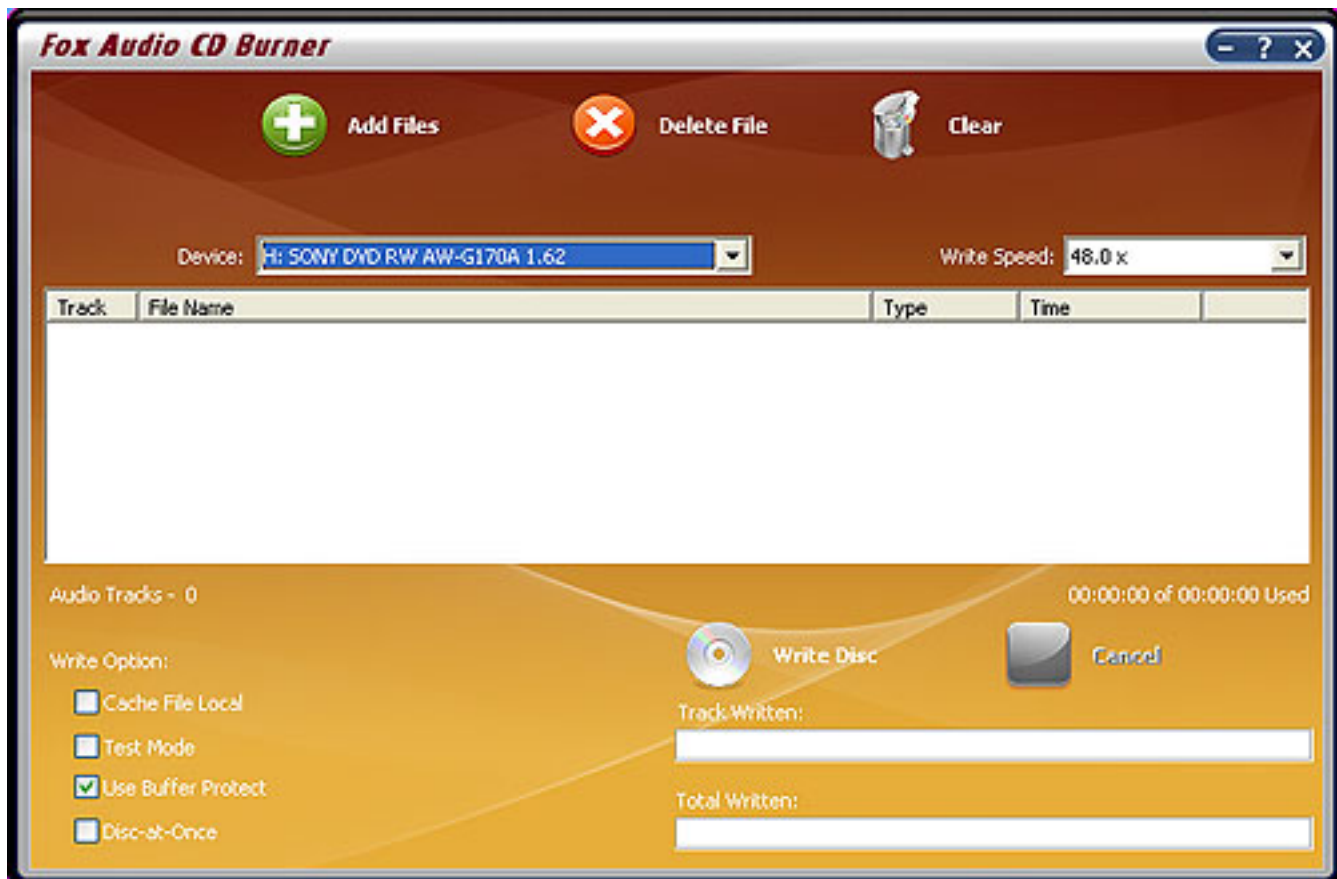 Fox Audio CD Burner
Add Files Delete File Clear
Device: H: SONY DVD RW AW-G170A 1.62 Write Speed: 48.0 x
Track File Name Type Time
Audio Tracks - 0 00:00:00 of 00:00:00 Used
Write Option: Write Disc Cancel
Cache File Local
Track Written:
Test Mode
Use Buffer Protect
Total Written:
Disc-at-Once